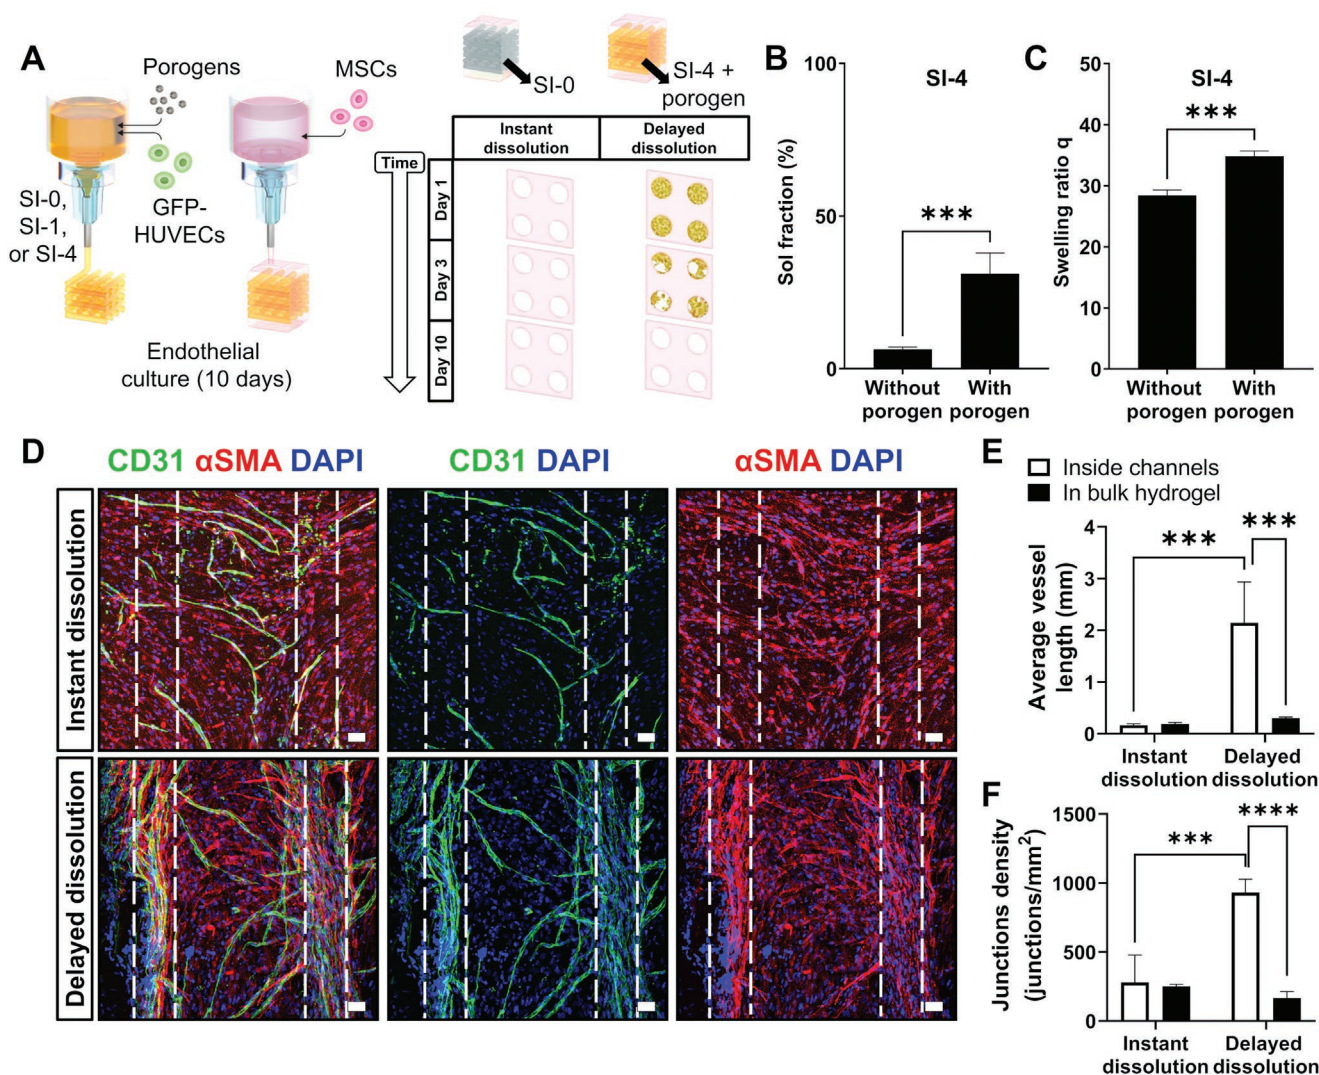 A
Porogens
MSCs
SI-0,
SI-1,
or SI-4
GFP-
HUVECs
Endothelial
culture (10 days)
SI-0
SI-4 +
porogen
Time
Instant
dissolution
Delayed
dissolution
Day 1
Day 3
Day 10
B
SI-4
Sol fraction (%)
100
50
0
***
Without
porogen
With
porogen
C
SI-4
Swelling ratio q
50
40
30
20
10
0
***
Without
porogen
With
porogen
D
CD31 αSMA DAPI
CD31 DAPI
αSMA DAPI
Instant dissolution
Delayed dissolution
E
Inside channels
In bulk hydrogel
Average vessel
length (mm)
4
3
2
1
0
***
***
Instant
dissolution
Delayed
dissolution
F
Junctions density
(junctions/mm²)
1500
1000
500
0
***
****
Instant
dissolution
Delayed
dissolution